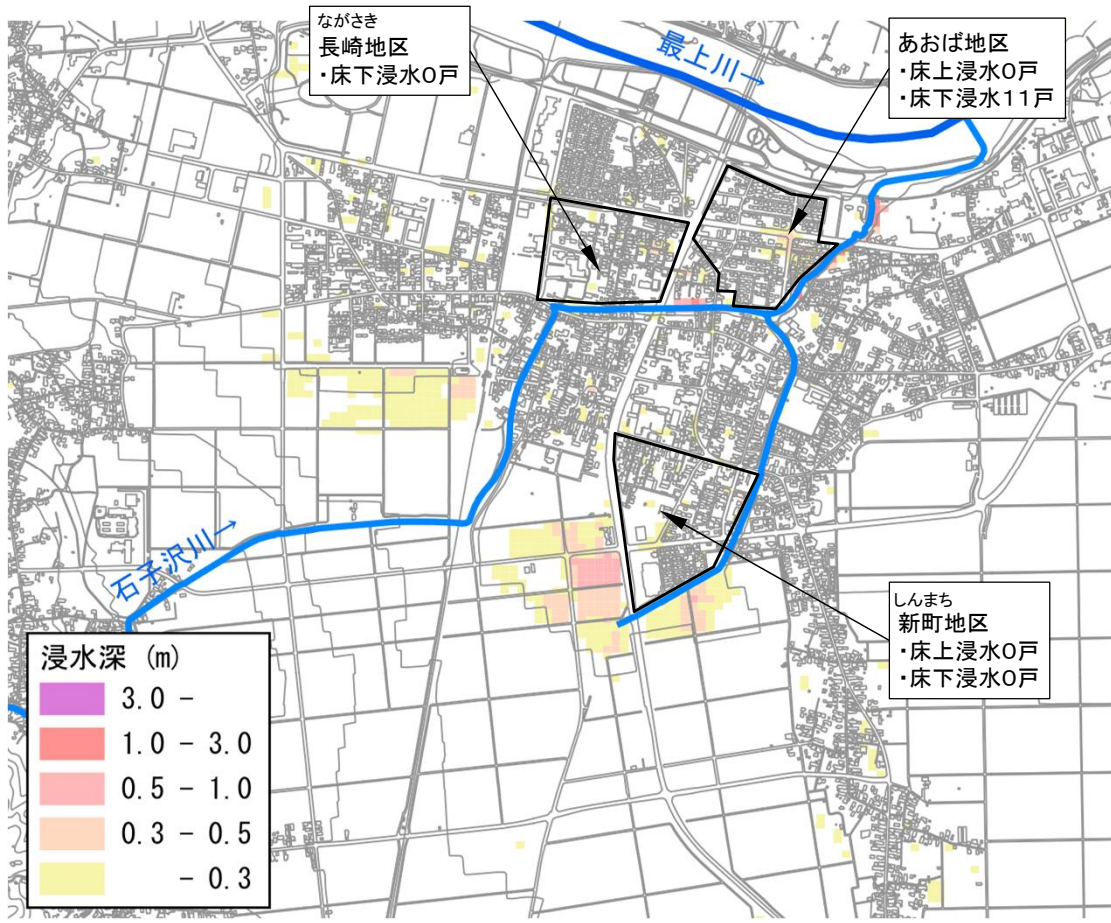 ながさき
長崎地区
・床下浸水0戸
最上川→
あおば地区
・床上浸水0戸
・床下浸水11戸
石子沢川→
しんまち
新町地区
・床上浸水0戸
・床下浸水0戸
浸水深 (m)
3.0 -
1.0 - 3.0
0.5 - 1.0
0.3 - 0.5
- 0.3